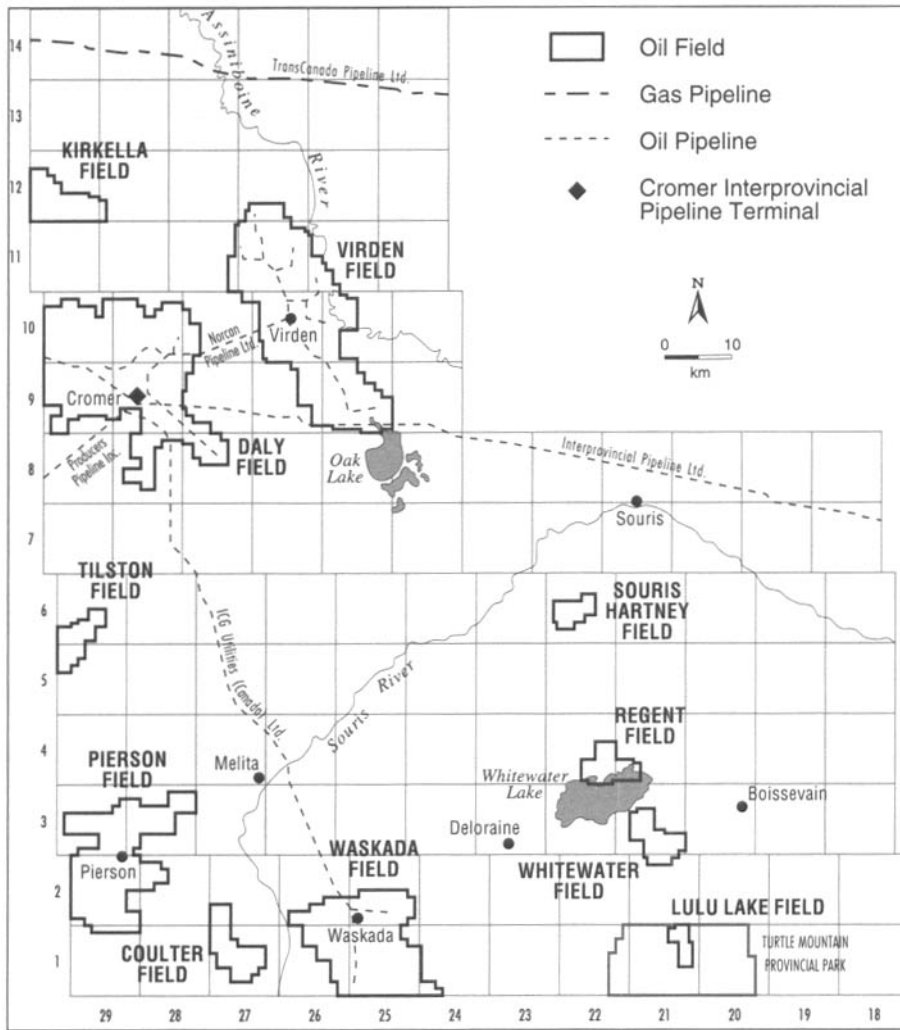 Oil Field
Gas Pipeline
Oil Pipeline
Cromer Interprovincial
Pipeline Terminal
N
0 10
km
14
13
12
11
10
9
8
7
6
5
4
3
2
1
TransCanada Pipeline Ltd.
Assiniboine
River
KIRKELLA
FIELD
VIRDEN
FIELD
Virden
Norcan
Pipeline Ltd.
Cromer
DALY
FIELD
Producers
Pipeline Inc.
Oak
Lake
Interprovincial Pipeline Ltd.
Souris
TILSTON
FIELD
SOURIS
HARTNEY
FIELD
ICG Utilities (Canada) Ltd.
Souris River
REGENT
FIELD
PIERSON
FIELD
Melita
Whitewater
Lake
Boissevain
Deloraine
Pierson
WASKADA
FIELD
WHITEWATER
FIELD
Waskada
LULU LAKE FIELD
COULTER
FIELD
TURTLE MOUNTAIN
PROVINCIAL PARK
29 28 27 26 25 24 23 22 21 20 19 18